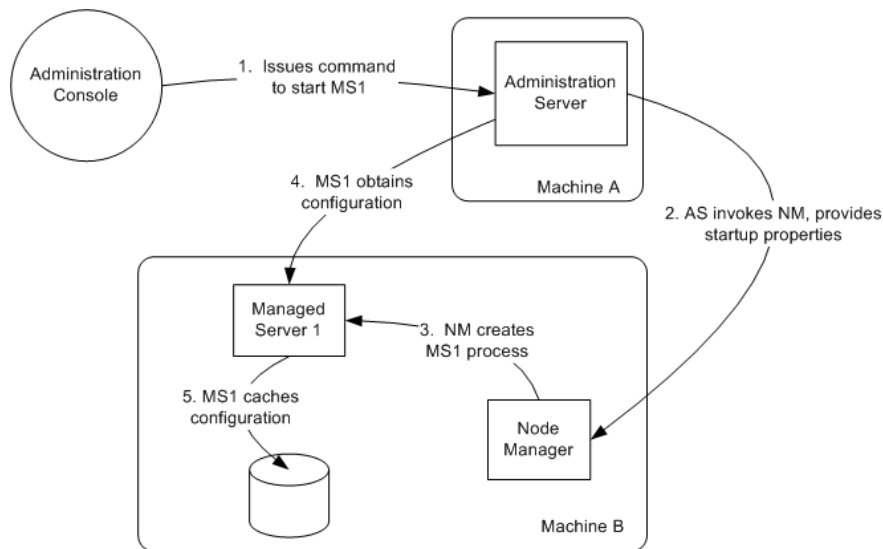 Administration
Console
1. Issues command
to start MS1
Administration
Server
Machine A
4. MS1 obtains
configuration
2. AS invokes NM, provides
startup properties
Managed
Server 1
3. NM creates
MS1 process
5. MS1 caches
configuration
Node
Manager
Machine B